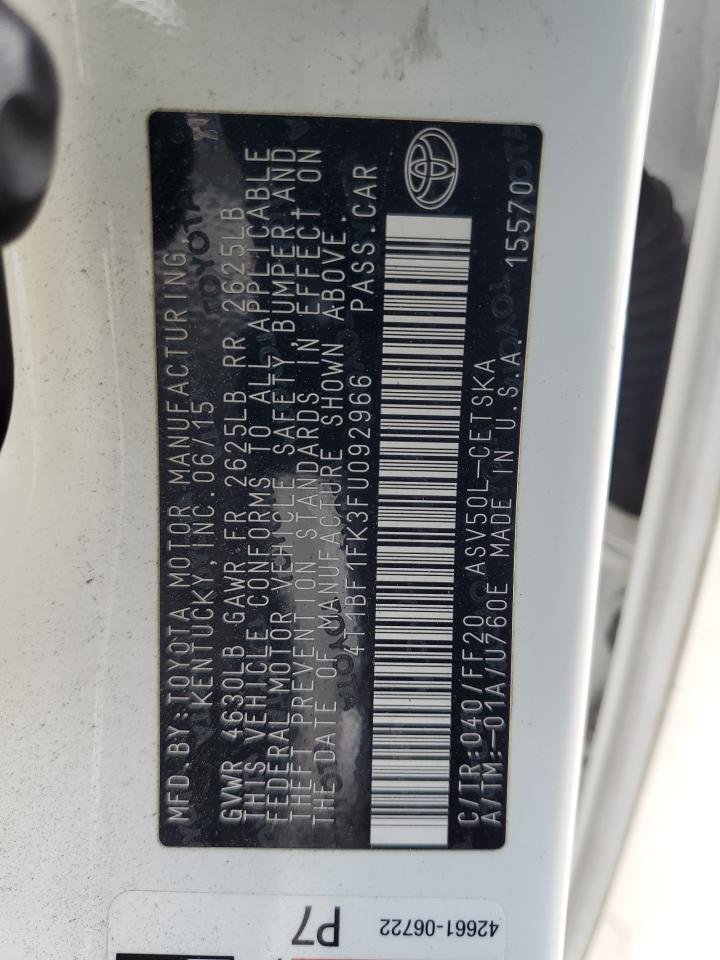 MFD.BY:TOYOTA MOTOR MANUFACTURING
KENTUCKY,INC.06/15
GVWR 4630LB GAWR FR 2625LB RR 2625LB
THIS VEHICLE CONFORMS TO ALL APPLICABLE
FEDERAL MOTOR VEHICLE SAFETY,BUMPER,AND
THEFT PREVENTION STANDARDS IN EFFECT ON
THE DATE OF MANUFACTURE SHOWN ABOVE.
4T1BF1FK3FU092966 PASS.CAR
C/TR:040/FF20 ASV50L-CETSKA
A/TM:-01A/U760E MADE IN U.S.A. 15570
P7
42661-06722